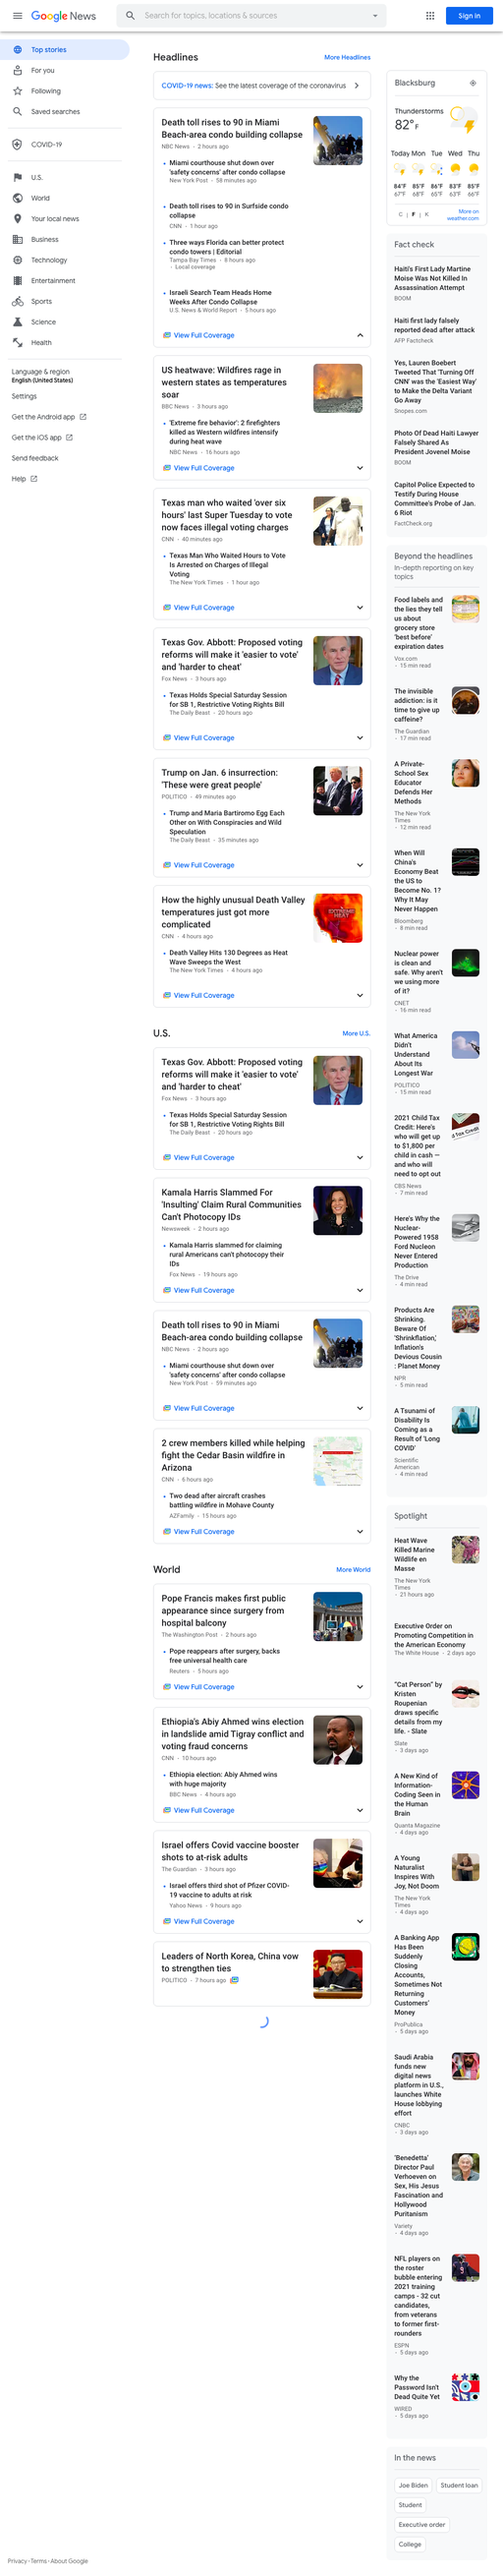 Google News
Search for topics, locations & sources
Sign in
Top stories
For you
Following
Saved searches
COVID-19
U.S.
World
Your local news
Business
Technology
Entertainment
Sports
Science
Health
Language & region
English (United States)
Settings
Get the Android app
Get the iOS app
Send feedback
Help
Headlines
More Headlines
COVID-19 news: See the latest coverage of the coronavirus
Death toll rises to 90 in Miami
Beach-area condo building collapse
NBC News · 2 hours ago
Miami courthouse shut down over
'safety concerns' after condo collapse
New York Post · 58 minutes ago
Death toll rises to 90 in Surfside condo
collapse
CNN · 1 hour ago
Three ways Florida can better protect
condo towers | Editorial
Tampa Bay Times · 8 hours ago
· Local coverage
Israeli Search Team Heads Home
Weeks After Condo Collapse
U.S. News & World Report · 5 hours ago
View Full Coverage
US heatwave: Wildfires rage in
western states as temperatures
soar
BBC News · 3 hours ago
'Extreme fire behavior': 2 firefighters
killed as Western wildfires intensify
during heat wave
NBC News · 16 hours ago
View Full Coverage
Texas man who waited 'over six
hours' last Super Tuesday to vote
now faces illegal voting charges
CNN · 40 minutes ago
Texas Man Who Waited Hours to Vote
Is Arrested on Charges of Illegal
Voting
The New York Times · 1 hour ago
View Full Coverage
Texas Gov. Abbott: Proposed voting
reforms will make it 'easier to vote'
and 'harder to cheat'
Fox News · 3 hours ago
Texas Holds Special Saturday Session
for SB 1, Restrictive Voting Rights Bill
The Daily Beast · 20 hours ago
View Full Coverage
Trump on Jan. 6 insurrection:
'These were great people'
POLITICO · 49 minutes ago
Trump and Maria Bartiromo Egg Each
Other on With Conspiracies and Wild
Speculation
The Daily Beast · 35 minutes ago
View Full Coverage
How the highly unusual Death Valley
temperatures just got more
complicated
CNN · 4 hours ago
EXTREME
HEAT
Death Valley Hits 130 Degrees as Heat
Wave Sweeps the West
The New York Times · 4 hours ago
View Full Coverage
U.S.
More U.S.
Texas Gov. Abbott: Proposed voting
reforms will make it 'easier to vote'
and 'harder to cheat'
Fox News · 3 hours ago
Texas Holds Special Saturday Session
for SB 1, Restrictive Voting Rights Bill
The Daily Beast · 20 hours ago
View Full Coverage
Kamala Harris Slammed For
'Insulting' Claim Rural Communities
Can't Photocopy IDs
Newsweek · 2 hours ago
Kamala Harris slammed for claiming
rural Americans can't photocopy their
IDs
Fox News · 19 hours ago
View Full Coverage
Death toll rises to 90 in Miami
Beach-area condo building collapse
NBC News · 2 hours ago
Miami courthouse shut down over
'safety concerns' after condo collapse
New York Post · 59 minutes ago
View Full Coverage
2 crew members killed while helping
fight the Cedar Basin wildfire in
Arizona
CNN · 6 hours ago
Two dead after aircraft crashes
battling wildfire in Mohave County
AZFamily · 15 hours ago
View Full Coverage
World
More World
Pope Francis makes first public
appearance since surgery from
hospital balcony
The Washington Post · 2 hours ago
Pope reappears after surgery, backs
free universal health care
Reuters · 5 hours ago
View Full Coverage
Ethiopia's Abiy Ahmed wins election
in landslide amid Tigray conflict and
voting fraud concerns
CNN · 10 hours ago
Ethiopia election: Abiy Ahmed wins
with huge majority
BBC News · 4 hours ago
View Full Coverage
Israel offers Covid vaccine booster
shots to at-risk adults
The Guardian · 3 hours ago
Israel offers third shot of Pfizer COVID-
19 vaccine to adults at risk
Yahoo News · 9 hours ago
View Full Coverage
Leaders of North Korea, China vow
to strengthen ties
POLITICO · 7 hours ago
Blacksburg
Thunderstorms
82°F
Today Mon Tue Wed Thu
84°F 85°F 86°F 83°F 85°F
67°F 68°F 65°F 63°F 66°F
C | F | K
More on
weather.com
Fact check
Haiti's First Lady Martine
Moise Was Not Killed In
Assassination Attempt
BOOM
Haiti first lady falsely
reported dead after attack
AFP Factcheck
Yes, Lauren Boebert
Tweeted That 'Turning Off
CNN' was the 'Easiest Way'
to Make the Delta Variant
Go Away
Snopes.com
Photo Of Dead Haiti Lawyer
Falsely Shared As
President Jovenel Moise
BOOM
Capitol Police Expected to
Testify During House
Committee's Probe of Jan.
6 Riot
FactCheck.org
Beyond the headlines
In-depth reporting on key
topics
Food labels and
the lies they tell
us about
grocery store
'best before'
expiration dates
Vox.com
· 15 min read
The invisible
addiction: is it
time to give up
caffeine?
The Guardian
· 17 min read
A Private-
School Sex
Educator
Defends Her
Methods
The New York
Times
· 12 min read
When Will
China's
Economy Beat
the US to
Become No. 1?
Why It May
Never Happen
Bloomberg
· 8 min read
Nuclear power
is clean and
safe. Why aren't
we using more
of it?
CNET
· 16 min read
What America
Didn't
Understand
About Its
Longest War
POLITICO
· 15 min read
2021 Child Tax
Credit: Here's
who will get up
to $1,800 per
child in cash —
and who will
need to opt out
CBS News
· 7 min read
Tax Credit
Here's Why the
Nuclear-
Powered 1958
Ford Nucleon
Never Entered
Production
The Drive
· 4 min read
Products Are
Shrinking.
Beware Of
'Shrinkflation,'
Inflation's
Devious Cousin
: Planet Money
NPR
· 5 min read
A Tsunami of
Disability Is
Coming as a
Result of 'Long
COVID'
Scientific
American
· 4 min read
Spotlight
Heat Wave
Killed Marine
Wildlife en
Masse
The New York
Times
· 21 hours ago
Executive Order on
Promoting Competition in
the American Economy
The White House · 2 days ago
"Cat Person" by
Kristen
Roupenian
draws specific
details from my
life. - Slate
Slate
· 3 days ago
A New Kind of
Information-
Coding Seen in
the Human
Brain
Quanta Magazine
· 4 days ago
A Young
Naturalist
Inspires With
Joy, Not Doom
The New York
Times
· 4 days ago
A Banking App
Has Been
Suddenly
Closing
Accounts,
Sometimes Not
Returning
Customers'
Money
ProPublica
· 5 days ago
Saudi Arabia
funds new
digital news
platform in U.S.,
launches White
House lobbying
effort
CNBC
· 3 days ago
'Benedetta'
Director Paul
Verhoeven on
Sex, His Jesus
Fascination and
Hollywood
Puritanism
Variety
· 4 days ago
NFL players on
the roster
bubble entering
2021 training
camps - 32 cut
candidates,
from veterans
to former first-
rounders
ESPN
· 5 days ago
Why the
Password Isn't
Dead Quite Yet
WIRED
· 5 days ago
In the news
Joe Biden
Student loan
Student
Executive order
College
Privacy · Terms · About Google